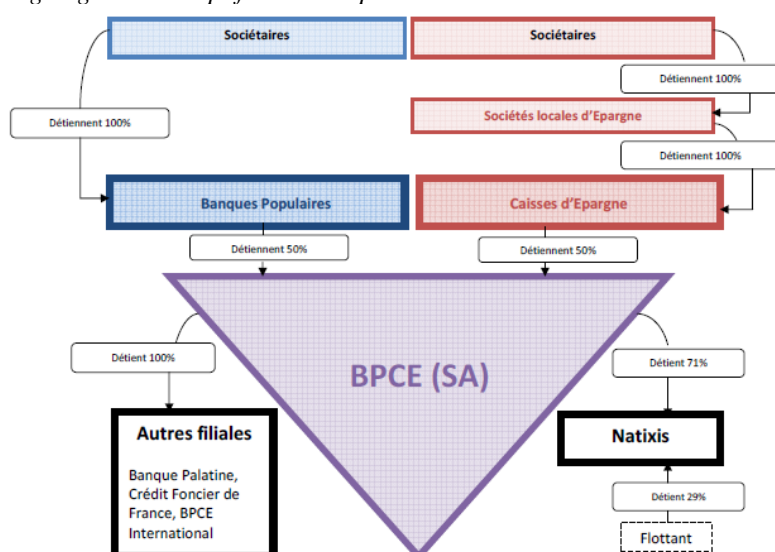 Sociétaires
Sociétaires
Détiennent 100%
Détiennent 100%
Sociétés locales d'Epargne
Détiennent 100%
Banques Populaires
Caisses d'Epargne
Détiennent 50%
Détiennent 50%
BPCE (SA)
Détient 100%
Détient 71%
Autres filiales
Banque Palatine,
Crédit Foncier de
France, BPCE
International
Natixis
Détient 29%
Flottant